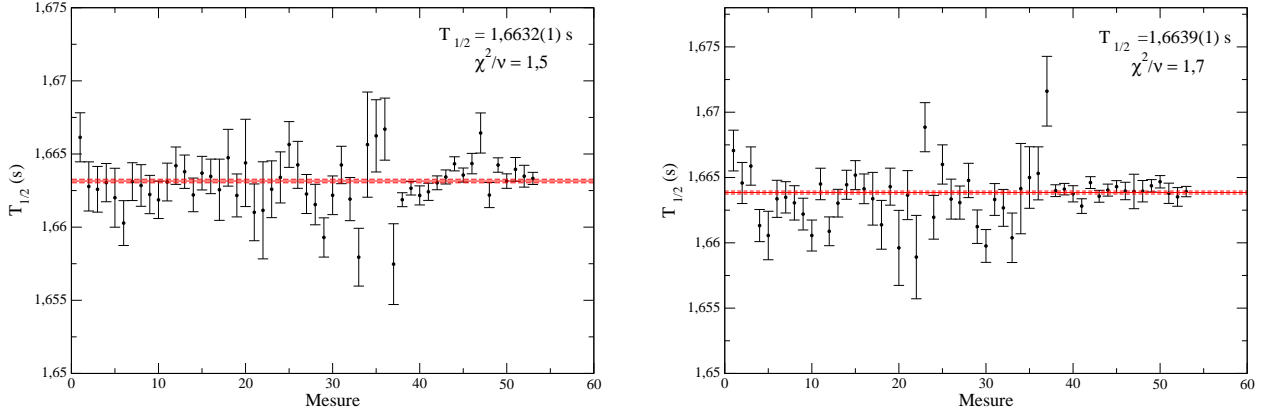 1,675
T 1/2 = 1,6632(1) s
χ²/ν = 1,5
1,67
1,665
T 1/2 (s)
1,66
1,655
1,65
0 10 20 30 40 50 60
Mesure
1,675
T 1/2 =1,6639(1) s
χ²/ν = 1,7
1,67
1,665
T 1/2 (s)
1,66
1,655
1,65
0 10 20 30 40 50 60
Mesure